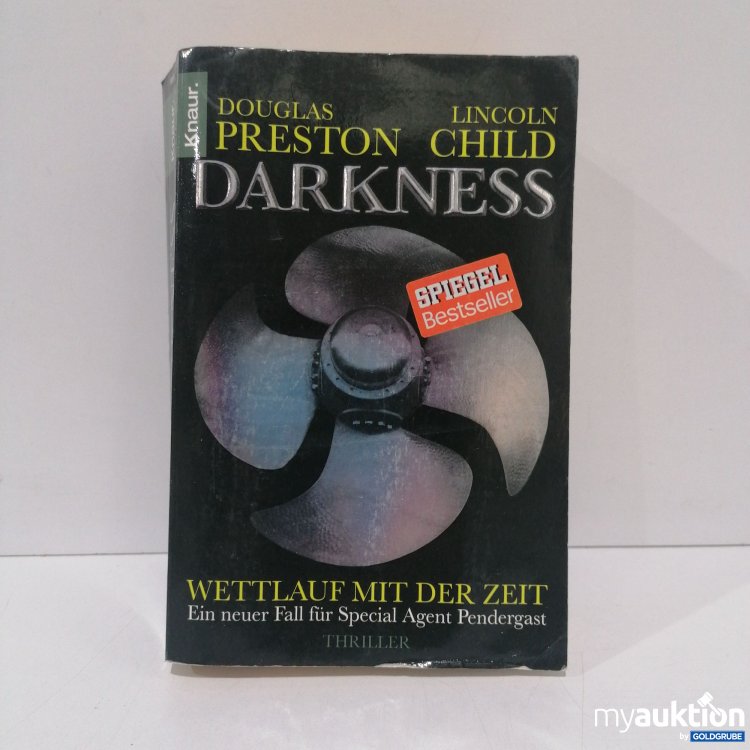 Knaur.
DOUGLAS
PRESTON
LINCOLN
CHILD
DARKNESS
SPIEGEL
Bestseller
WETTLAUF MIT DER ZEIT
Ein neuer Fall für Special Agent Pendergast
THRILLER
myauktion
by GOLDGRUBE